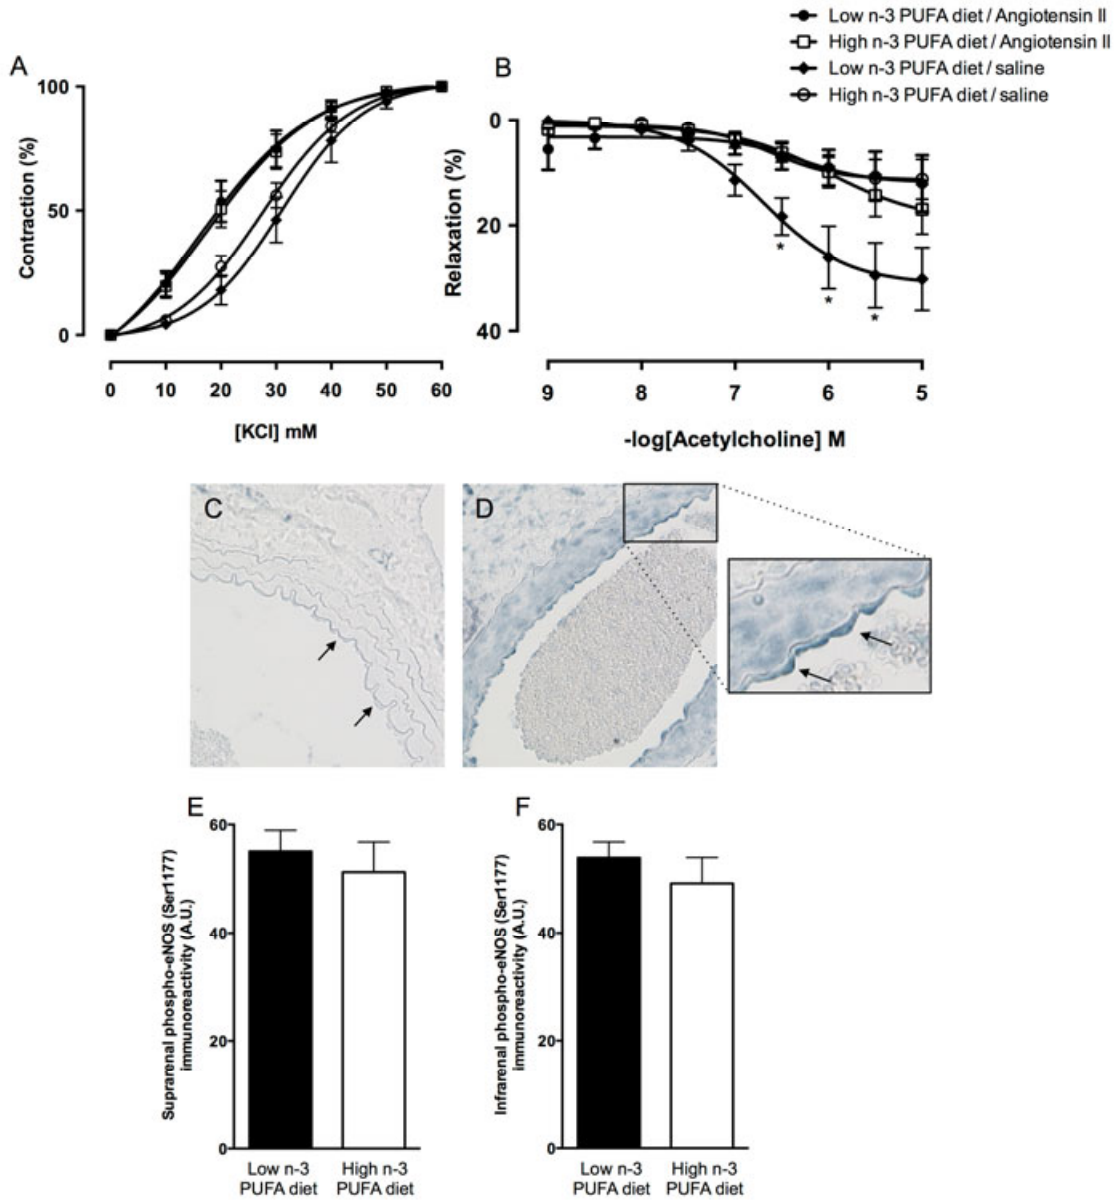 Low n-3 PUFA diet / Angiotensin II
High n-3 PUFA diet / Angiotensin II
Low n-3 PUFA diet / saline
High n-3 PUFA diet / saline
A
100
50
0
Contraction (%)
0 10 20 30 40 50 60
[KCl] mM
B
0
20
40
Relaxation (%)
*
*
*
9 8 7 6 5
-log[Acetylcholine] M
C
D
E
60
40
20
0
Suprarenal phospho-eNOS (Ser1177)
immunoreactivity (A.U.)
Low n-3
PUFA diet
High n-3
PUFA diet
F
60
40
20
0
Infrarenal phospho-eNOS (Ser1177)
immunoreactivity (A.U.)
Low n-3
PUFA diet
High n-3
PUFA diet